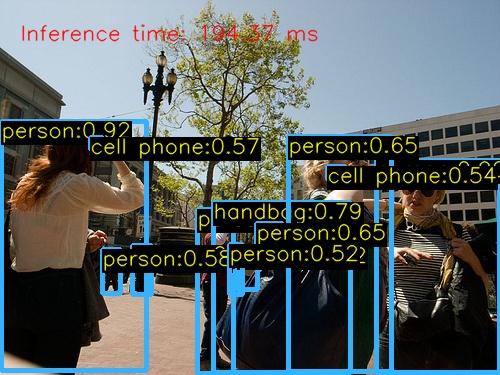 Inference time: 194.37 ms
person:0.92
cell phone:0.57
person:0.65
cell phone:0.54
handbag:0.79
person:0.65
person:0.58
person:0.52